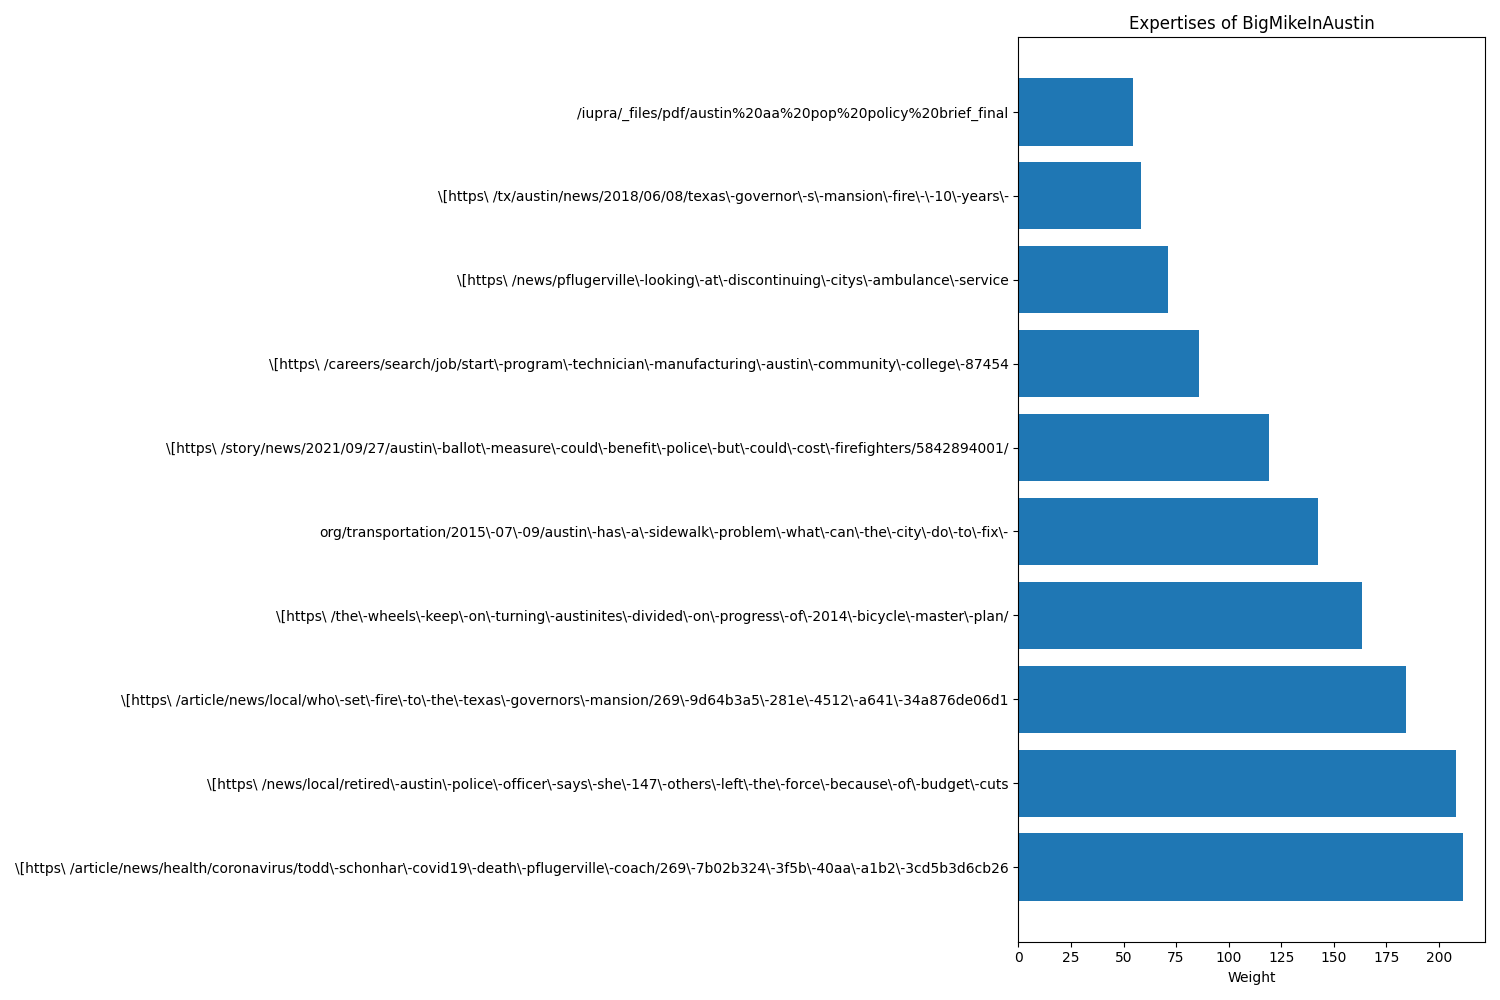 Expertises of BigMikeInAustin
/iupra/_files/pdf/austin%20aa%20pop%20policy%20brief_final
\[https\ /tx/austin/news/2018/06/08/texas\-governor\-s\-mansion\-fire\-\-10\-years\-
\[https\ /news/pflugerville\-looking\-at\-discontinuing\-citys\-ambulance\-service
\[https\ /careers/search/job/start\-program\-technician\-manufacturing\-austin\-community\-college\-87454
\[https\ /story/news/2021/09/27/austin\-ballot\-measure\-could\-benefit\-police\-but\-could\-cost\-firefighters/5842894001/
org/transportation/2015\-07\-09/austin\-has\-a\-sidewalk\-problem\-what\-can\-the\-city\-do\-to\-fix\-
\[https\ /the\-wheels\-keep\-on\-turning\-austinites\-divided\-on\-progress\-of\-2014\-bicycle\-master\-plan/
\[https\ /article/news/local/who\-set\-fire\-to\-the\-texas\-governors\-mansion/269\-9d64b3a5\-281e\-4512\-a641\-34a876de06d1
\[https\ /news/local/retired\-austin\-police\-officer\-says\-she\-147\-others\-left\-the\-force\-because\-of\-budget\-cuts
\[https\ /article/news/health/coronavirus/todd\-schonhar\-covid19\-death\-pflugerville\-coach/269\-7b02b324\-3f5b\-40aa\-a1b2\-3cd5b3d6cb26
0 25 50 75 100 125 150 175 200
Weight